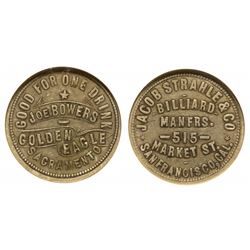 GOOD FOR ONE DRINK
JOE BOWERS
GOLDEN EAGLE
SACRAMENTO
JACOB STRAHLE & CO
BILLIARD
MANFRS.
515
MARKET ST.
SAN FRANCISCO, CAL.